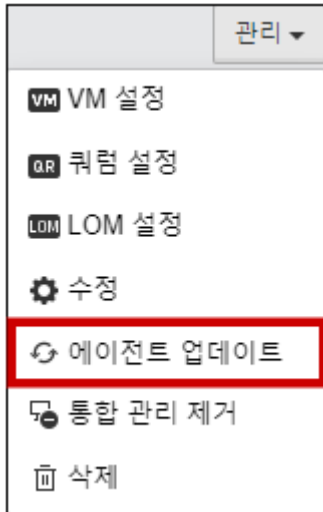 관리
VM VM 설정
QR 쿼럼 설정
LOM LOM 설정
수정
에이전트 업데이트
통합 관리 제거
삭제